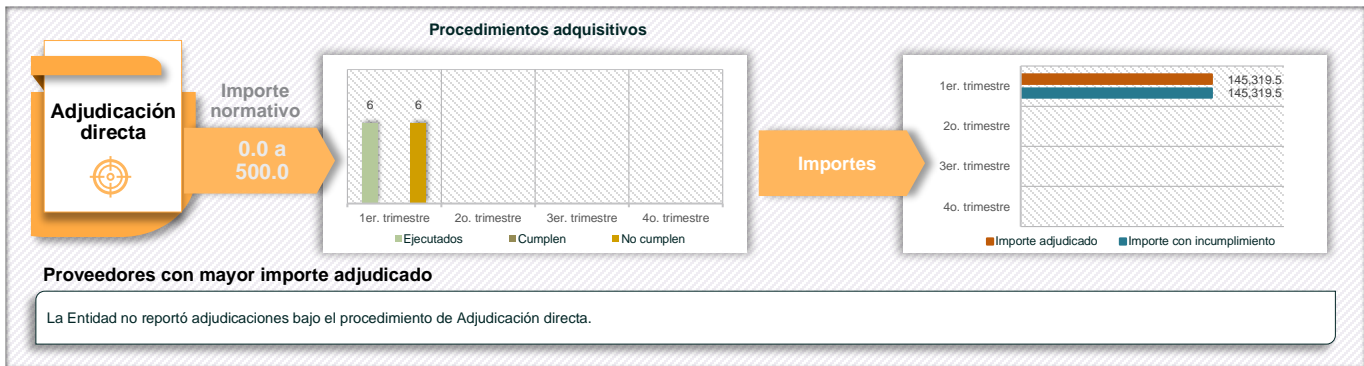 Procedimientos adquisitivos
Adjudicación
directa
Importe
normativo
0.0 a
500.0
6 6
1er. trimestre 2o. trimestre 3er. trimestre 4o. trimestre
Ejecutados Cumplen No cumplen
Importes
1er. trimestre
145,319.5
145,319.5
2o. trimestre
3er. trimestre
4o. trimestre
Importe adjudicado Importe con incumplimiento
Proveedores con mayor importe adjudicado
La Entidad no reportó adjudicaciones bajo el procedimiento de Adjudicación directa.